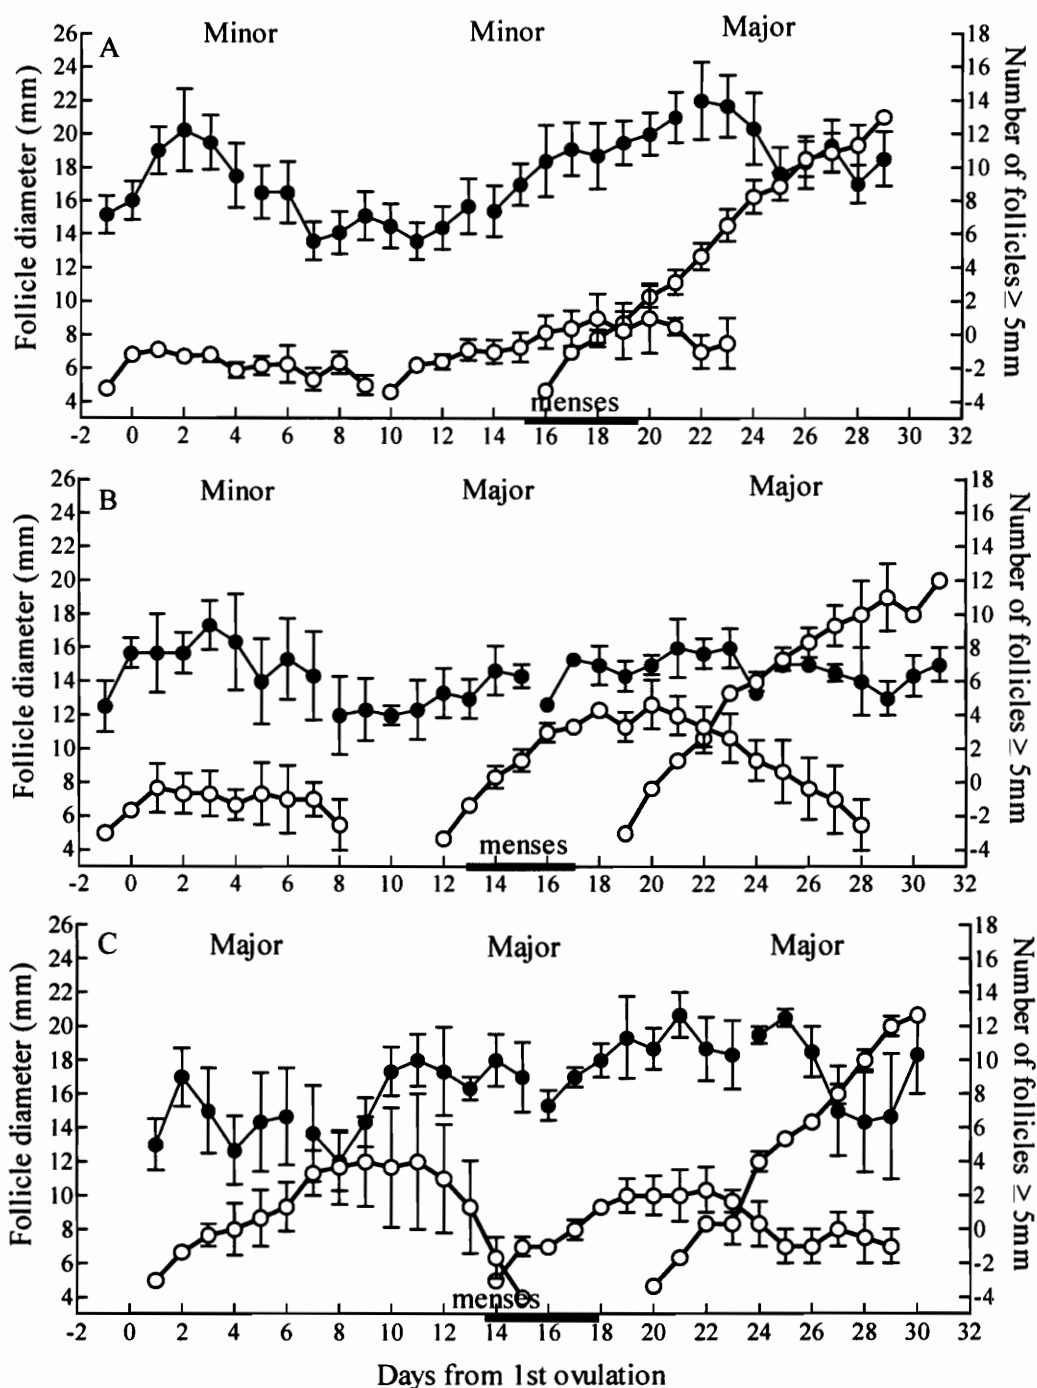 A
Minor
Minor
Major
Follicle diameter (mm)
26
24
22
20
18
16
14
12
10
8
6
4
Number of follicles ≥ 5mm
18
16
14
12
10
8
6
4
2
0
-2
-4
menses
-2 0 2 4 6 8 10 12 14 16 18 20 22 24 26 28 30 32
B
Minor
Major
Major
Follicle diameter (mm)
26
24
22
20
18
16
14
12
10
8
6
4
Number of follicles ≥ 5mm
18
16
14
12
10
8
6
4
2
0
-2
-4
menses
-2 0 2 4 6 8 10 12 14 16 18 20 22 24 26 28 30 32
C
Major
Major
Major
Follicle diameter (mm)
26
24
22
20
18
16
14
12
10
8
6
4
Number of follicles ≥ 5mm
18
16
14
12
10
8
6
4
2
0
-2
-4
menses
-2 0 2 4 6 8 10 12 14 16 18 20 22 24 26 28 30 32
Days from 1st ovulation